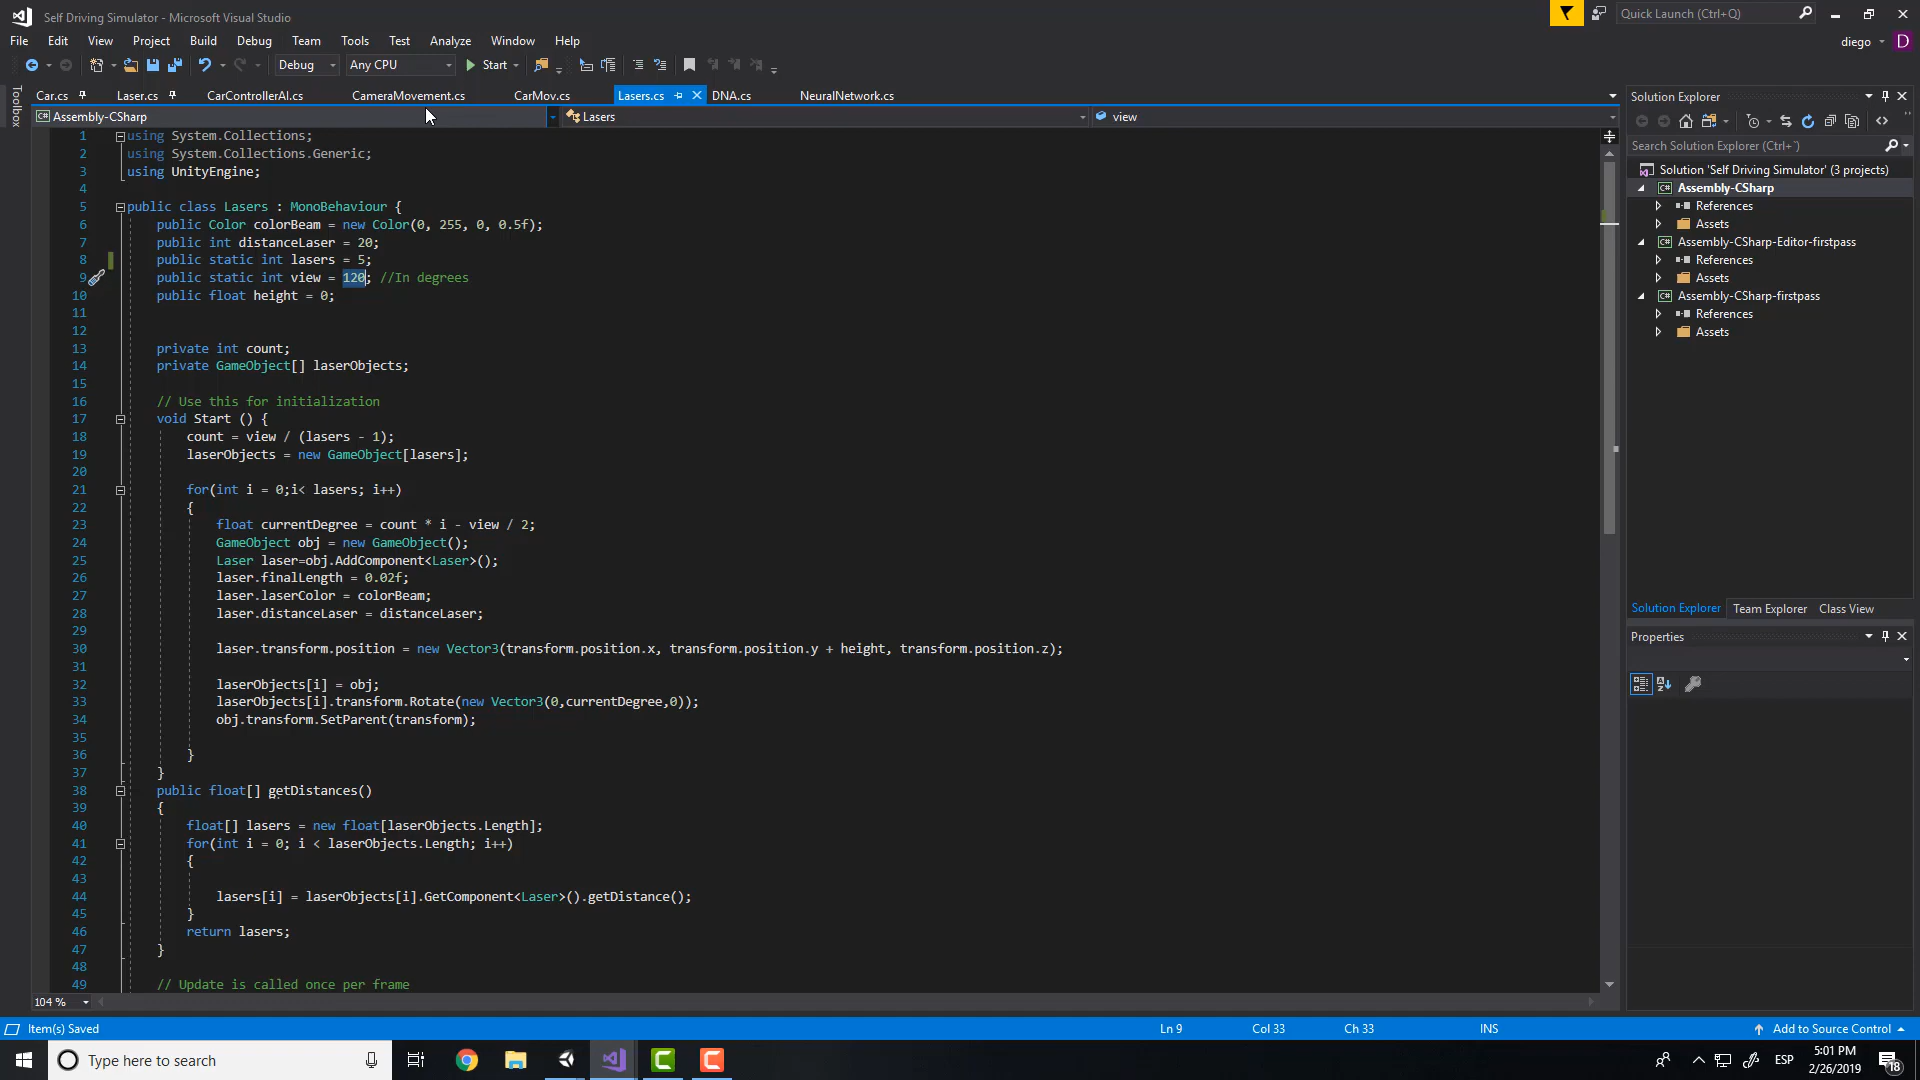 Self Driving Simulator - Microsoft Visual Studio
Quick Launch (Ctrl+Q)
File Edit View Project Build Debug Team Tools Test Analyze Window Help
diego D
Debug Any CPU Start
Toolbox
Car.cs Laser.cs CarControllerAI.cs CameraMovement.cs CarMov.cs Lasers.cs DNA.cs NeuralNetwork.cs
C# Assembly-CSharp Lasers view
1 using System.Collections;
2 using System.Collections.Generic;
3 using UnityEngine;
4
5 public class Lasers : MonoBehaviour {
6 public Color colorBeam = new Color(0, 255, 0, 0.5f);
7 public int distanceLaser = 20;
8 public static int lasers = 5;
9 public static int view = 120; //In degrees
10 public float height = 0;
11
12
13 private int count;
14 private GameObject[] laserObjects;
15
16 // Use this for initialization
17 void Start () {
18 count = view / (lasers - 1);
19 laserObjects = new GameObject[lasers];
20
21 for(int i = 0;i< lasers; i++)
22 {
23 float currentDegree = count * i - view / 2;
24 GameObject obj = new GameObject();
25 Laser laser=obj.AddComponent<Laser>();
26 laser.finalLength = 0.02f;
27 laser.laserColor = colorBeam;
28 laser.distanceLaser = distanceLaser;
29
30 laser.transform.position = new Vector3(transform.position.x, transform.position.y + height, transform.position.z);
31
32 laserObjects[i] = obj;
33 laserObjects[i].transform.Rotate(new Vector3(0,currentDegree,0));
34 obj.transform.SetParent(transform);
35
36 }
37 }
38 public float[] getDistances()
39 {
40 float[] lasers = new float[laserObjects.Length];
41 for(int i = 0; i < laserObjects.Length; i++)
42 {
43
44 lasers[i] = laserObjects[i].GetComponent<Laser>().getDistance();
45 }
46 return lasers;
47 }
48
49 // Update is called once per frame
104 %
Solution Explorer
Search Solution Explorer (Ctrl+´)
Solution 'Self Driving Simulator' (3 projects)
C# Assembly-CSharp
References
Assets
C# Assembly-CSharp-Editor-firstpass
References
Assets
C# Assembly-CSharp-firstpass
References
Assets
Solution Explorer Team Explorer Class View
Properties
Item(s) Saved Ln 9 Col 33 Ch 33 INS Add to Source Control
Type here to search
ESP
5:01 PM
2/26/2019
18